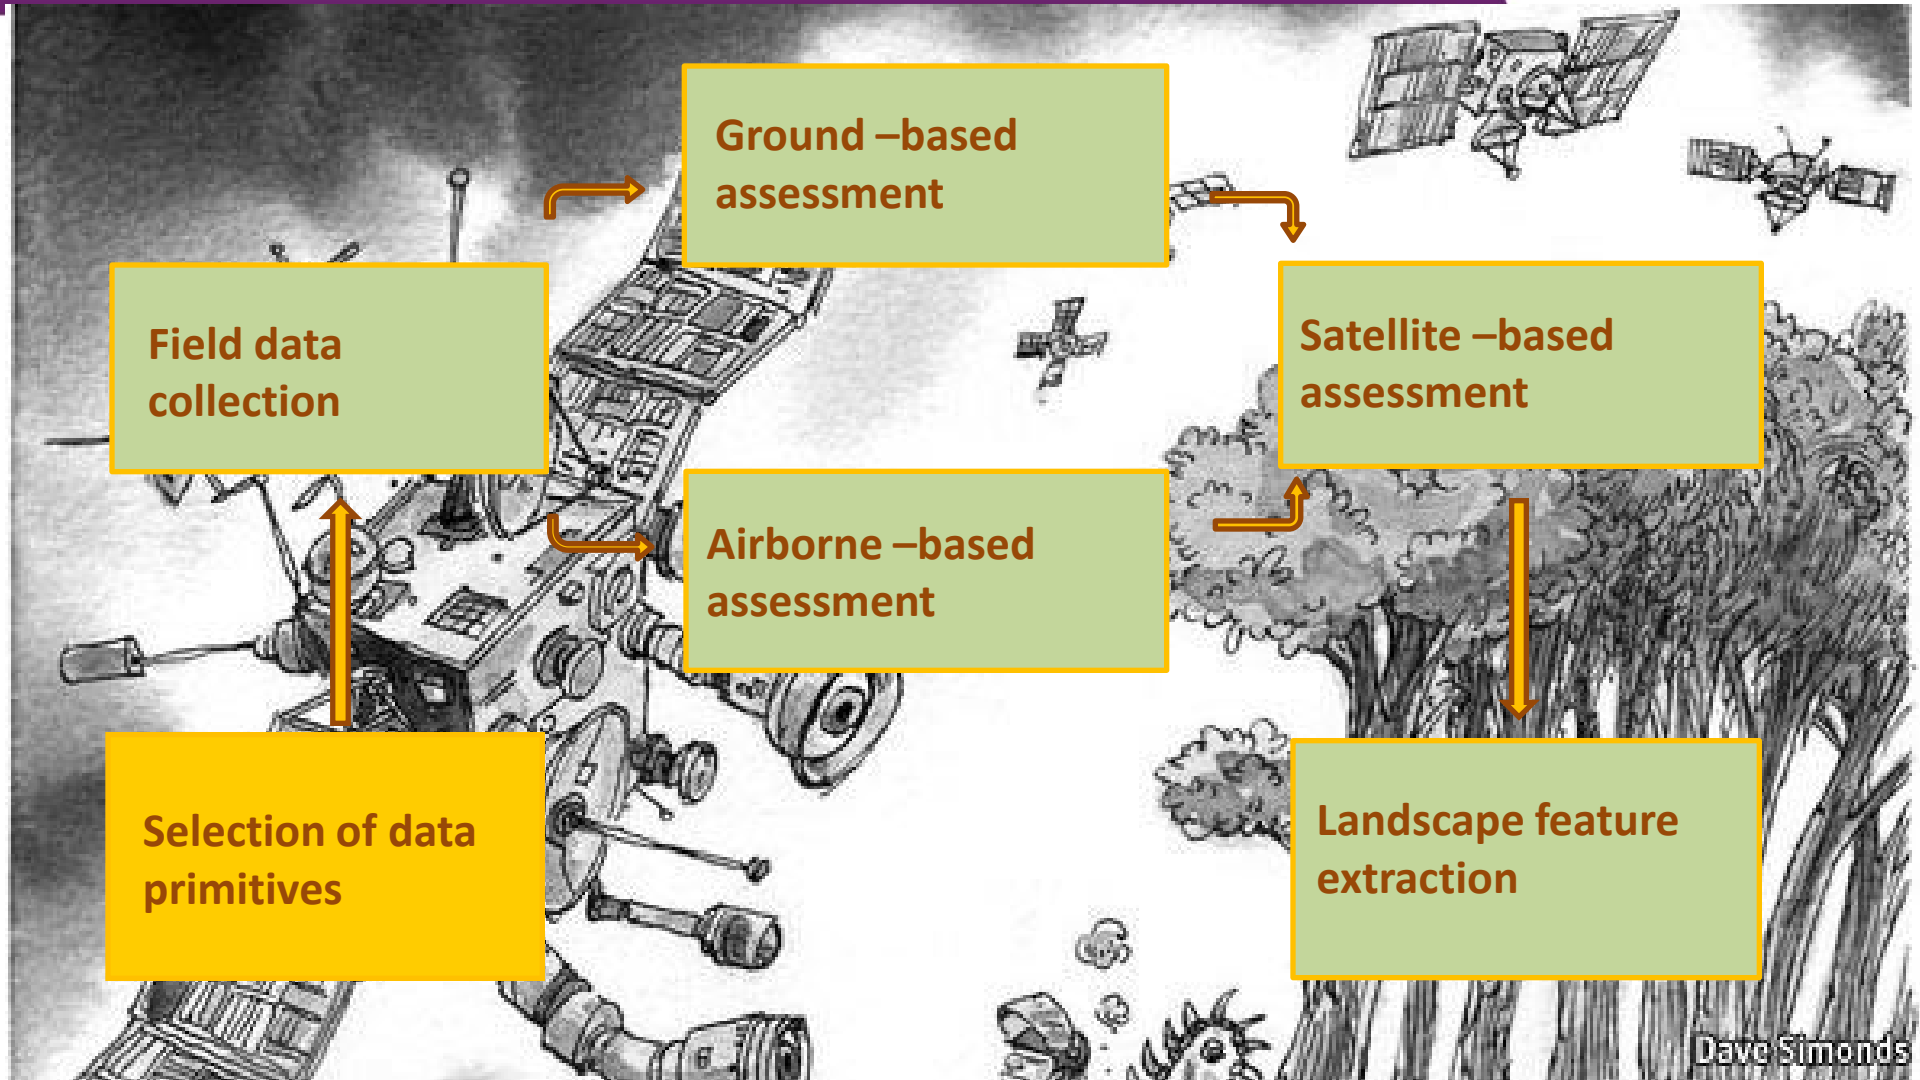 Ground –based
assessment
Field data
collection
Satellite –based
assessment
Airborne –based
assessment
Selection of data
primitives
Landscape feature
extraction
Dave Simonds